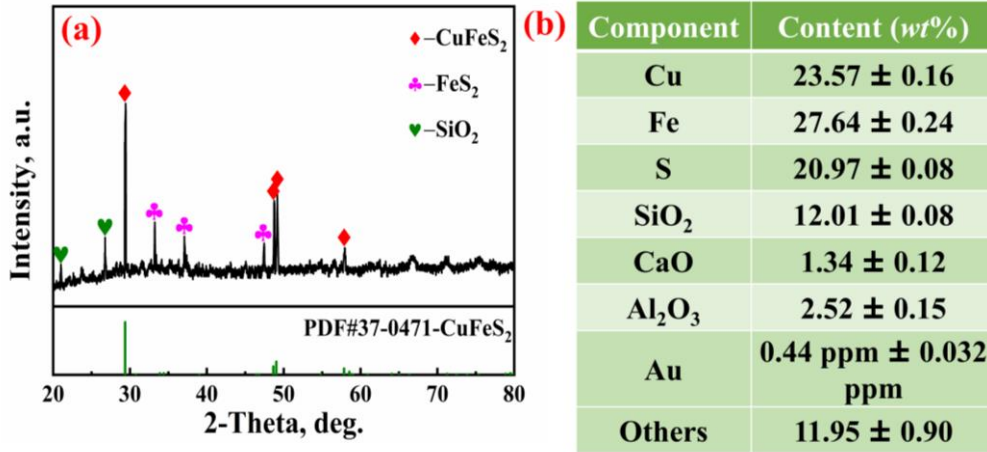 (a)
♦–CuFeS₂
♣–FeS₂
♥–SiO₂
Intensity, a.u.
PDF#37-0471-CuFeS₂
20 30 40 50 60 70 80
2-Theta, deg.
(b)
Component Content (wt%)
Cu 23.57 ± 0.16
Fe 27.64 ± 0.24
S 20.97 ± 0.08
SiO₂ 12.01 ± 0.08
CaO 1.34 ± 0.12
Al₂O₃ 2.52 ± 0.15
Au 0.44 ppm ± 0.032
ppm
Others 11.95 ± 0.90